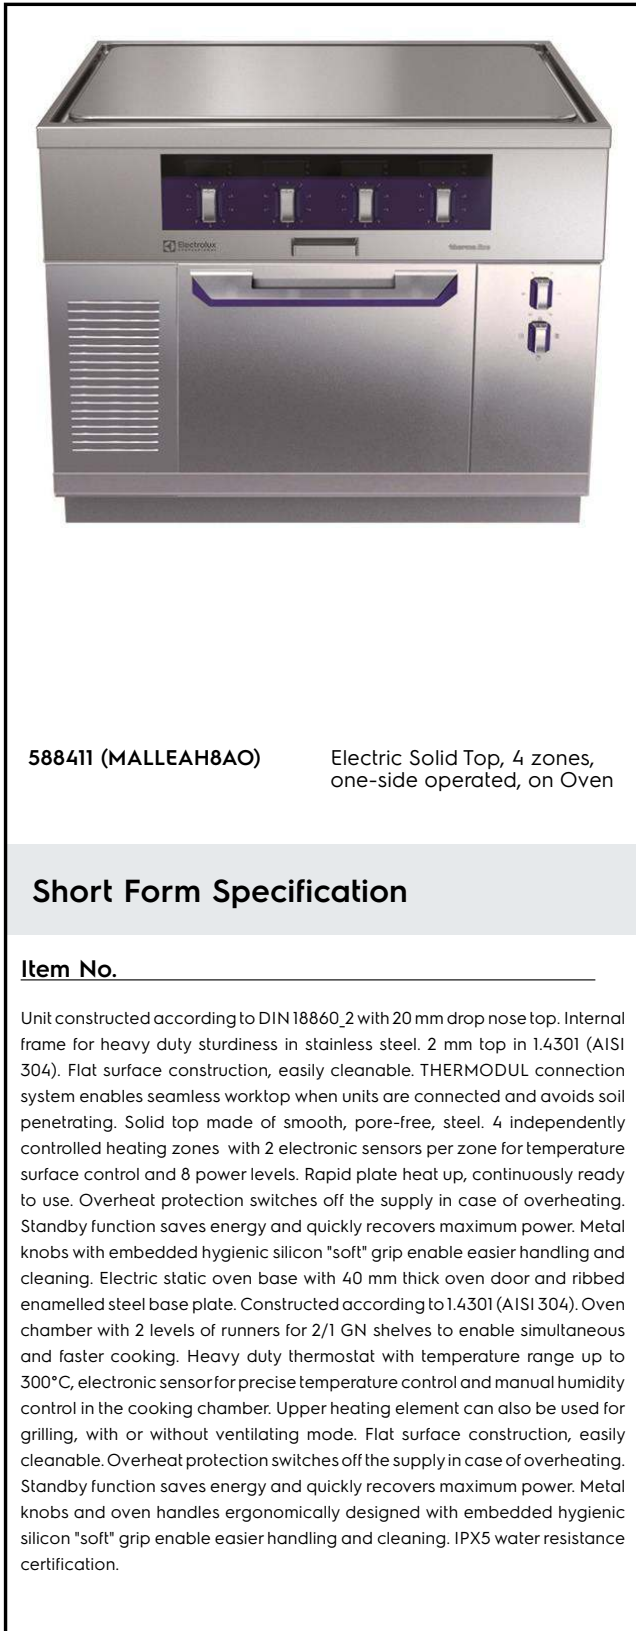 Electrolux
PROFESSIONAL
thermaline
588411 (MALLEAH8AO)
Electric Solid Top, 4 zones,
one-side operated, on Oven
Short Form Specification
Item No.
Unit constructed according to DIN 18860_2 with 20 mm drop nose top. Internal
frame for heavy duty sturdiness in stainless steel. 2 mm top in 1.4301 (AISI
304). Flat surface construction, easily cleanable. THERMODUL connection
system enables seamless worktop when units are connected and avoids soil
penetrating. Solid top made of smooth, pore-free, steel. 4 independently
controlled heating zones with 2 electronic sensors per zone for temperature
surface control and 8 power levels. Rapid plate heat up, continuously ready
to use. Overheat protection switches off the supply in case of overheating.
Standby function saves energy and quickly recovers maximum power. Metal
knobs with embedded hygienic silicon "soft" grip enable easier handling and
cleaning. Electric static oven base with 40 mm thick oven door and ribbed
enamelled steel base plate. Constructed according to 1.4301 (AISI 304). Oven
chamber with 2 levels of runners for 2/1 GN shelves to enable simultaneous
and faster cooking. Heavy duty thermostat with temperature range up to
300°C, electronic sensor for precise temperature control and manual humidity
control in the cooking chamber. Upper heating element can also be used for
grilling, with or without ventilating mode. Flat surface construction, easily
cleanable. Overheat protection switches off the supply in case of overheating.
Standby function saves energy and quickly recovers maximum power. Metal
knobs and oven handles ergonomically designed with embedded hygienic
silicon "soft" grip enable easier handling and cleaning. IPX5 water resistance
certification.